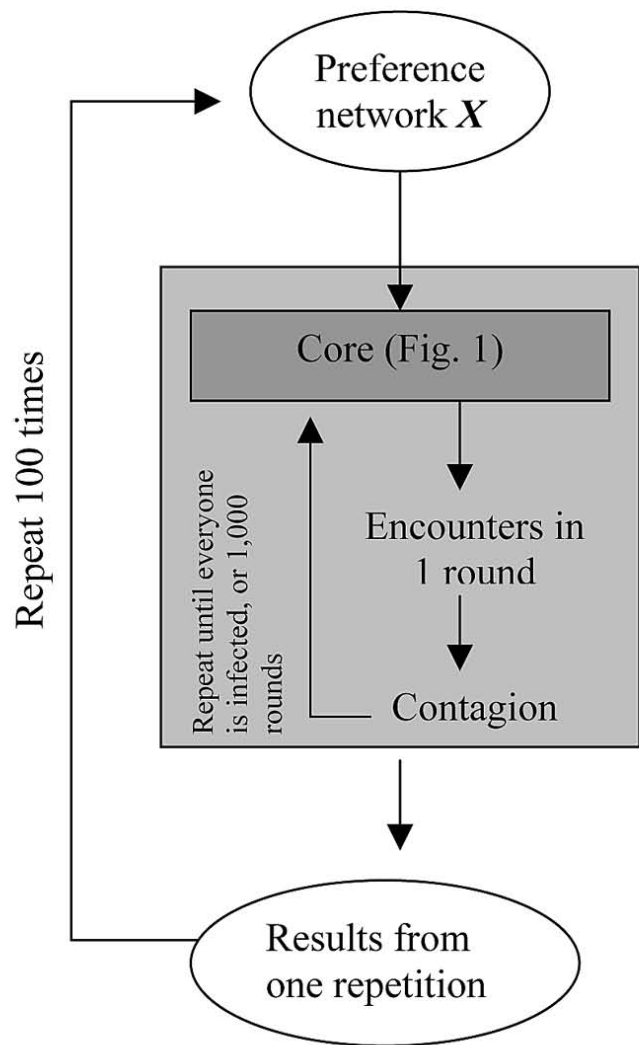 Preference
network X
Core (Fig. 1)
Encounters in
1 round
Contagion
Repeat until everyone
is infected, or 1,000
rounds
Repeat 100 times
Results from
one repetition